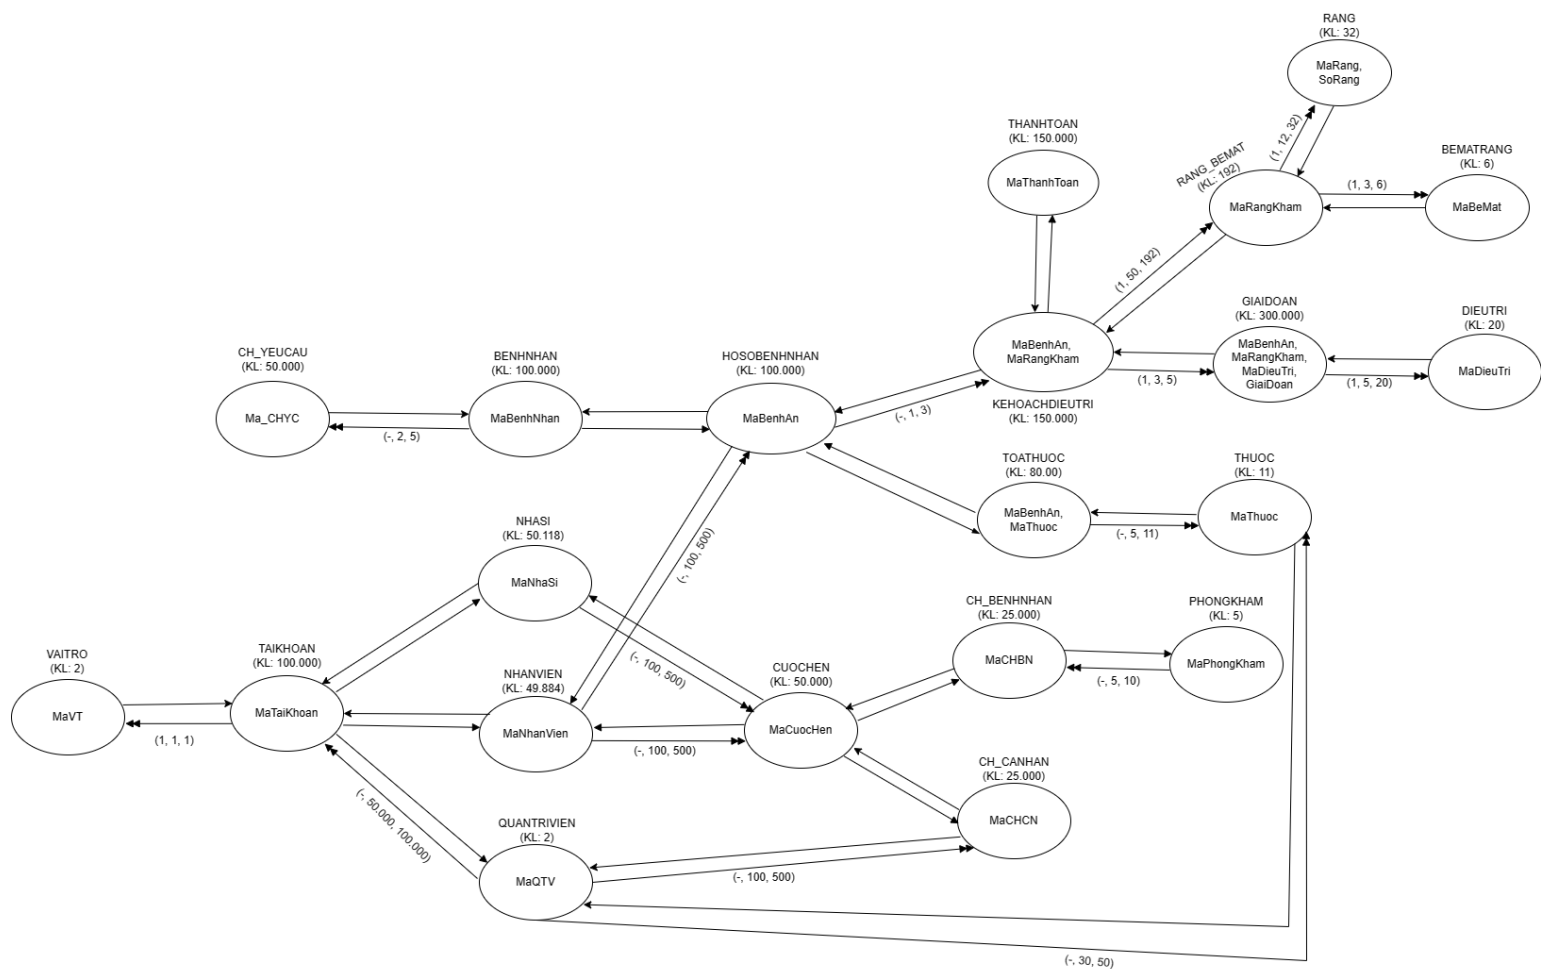 RANG
(KL: 32)
MaRang,
SoRang
THANHTOAN
(KL: 150.000)
MaThanhToan
(1, 12, 32)
RANG_BEMAT
(KL: 192)
MaRangKham
(1, 3, 6)
BEMATRANG
(KL: 6)
MaBeMat
(1, 50, 192)
MaBenhAn,
MaRangKham
KEHOACHDIEUTRI
(KL: 150.000)
(1, 3, 5)
GIAIDOAN
(KL: 300.000)
MaBenhAn,
MaRangKham,
MaDieuTri,
GiaiDoan
(1, 5, 20)
DIEUTRI
(KL: 20)
MaDieuTri
CH_YEUCAU
(KL: 50.000)
Ma_CHYC
(-, 2, 5)
BENHNHAN
(KL: 100.000)
MaBenhNhan
HOSOBENHNHAN
(KL: 100.000)
MaBenhAn
(-, 1, 3)
TOATHUOC
(KL: 80.00)
MaBenhAn,
MaThuoc
(-, 5, 11)
THUOC
(KL: 11)
MaThuoc
NHASI
(KL: 50.118)
MaNhaSi
(-, 100, 500)
(-, 100, 500)
CH_BENHNHAN
(KL: 25.000)
MaCHBN
PHONGKHAM
(KL: 5)
MaPhongKham
(-, 5, 10)
VAITRO
(KL: 2)
MaVT
(1, 1, 1)
TAIKHOAN
(KL: 100.000)
MaTaiKhoan
NHANVIEN
(KL: 49.884)
MaNhanVien
(-, 100, 500)
CUOCHEN
(KL: 50.000)
MaCuocHen
CH_CANHAN
(KL: 25.000)
MaCHCN
(-, 50.000, 100.000)
QUANTRIVIEN
(KL: 2)
MaQTV
(-, 100, 500)
(-, 30, 50)